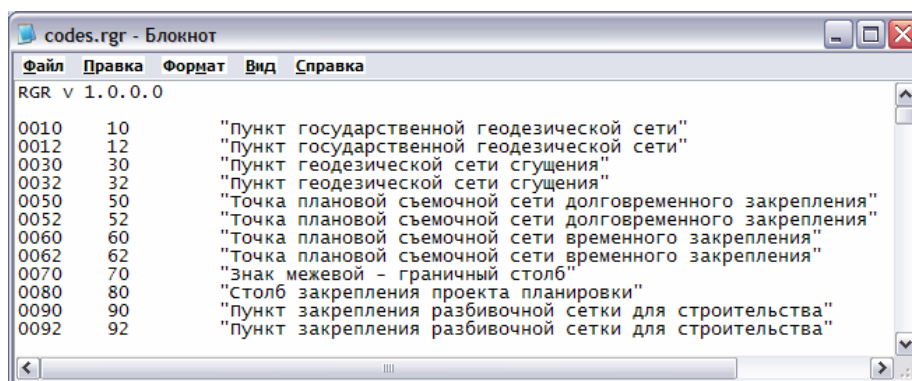 codes.rgr - Блокнот
Файл Правка Формат Вид Справка
RGR v 1.0.0.0
0010 10 "Пункт государственной геодезической сети"
0012 12 "Пункт государственной геодезической сети"
0030 30 "Пункт геодезической сети сгущения"
0032 32 "Пункт геодезической сети сгущения"
0050 50 "Точка плановой съемочной сети долговременного закрепления"
0052 52 "Точка плановой съемочной сети долговременного закрепления"
0060 60 "Точка плановой съемочной сети временного закрепления"
0062 62 "Точка плановой съемочной сети временного закрепления"
0070 70 "Знак межевой - граничный столб"
0080 80 "Столб закрепления проекта планировки"
0090 90 "Пункт закрепления разбивочной сетки для строительства"
0092 92 "Пункт закрепления разбивочной сетки для строительства"